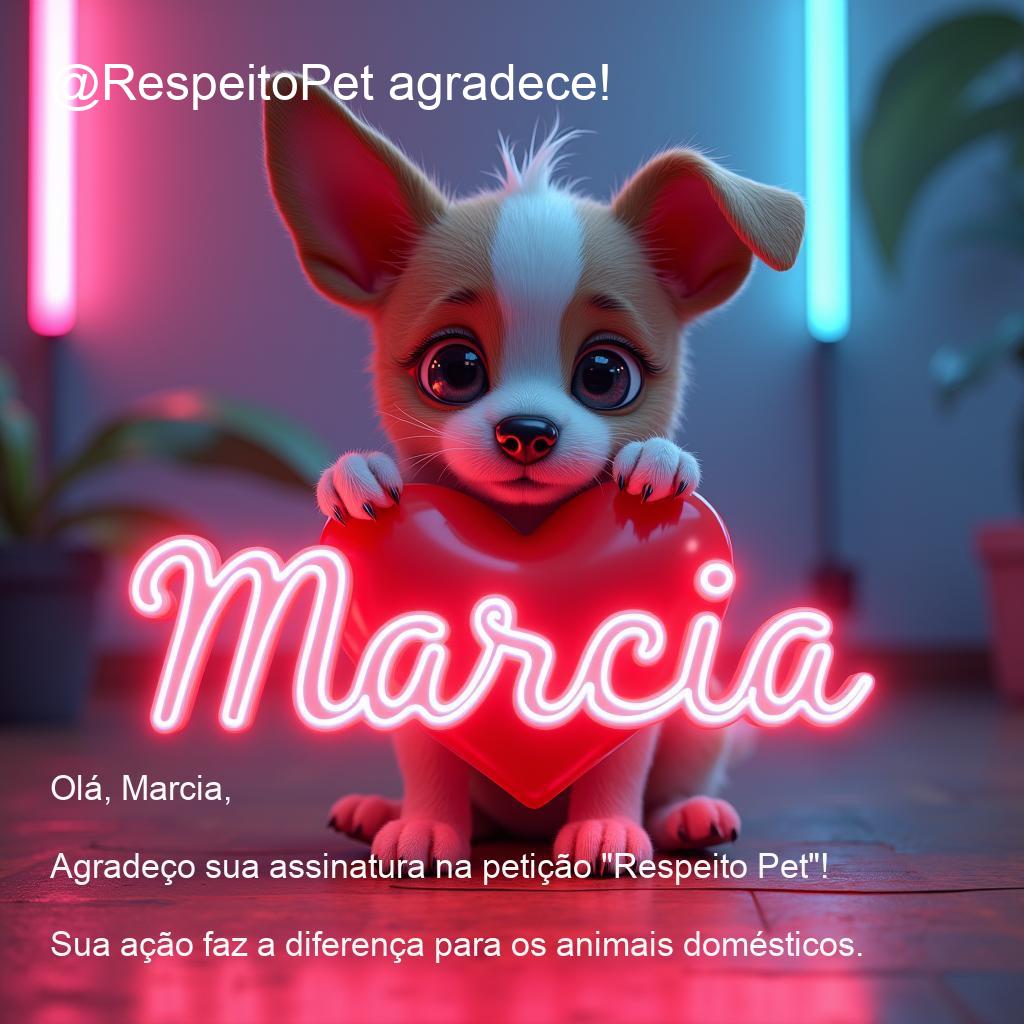 @RespeitoPet agradece!
Marcia
Olá, Marcia,
Agradeço sua assinatura na petição "Respeito Pet"!
Sua ação faz a diferença para os animais domésticos.